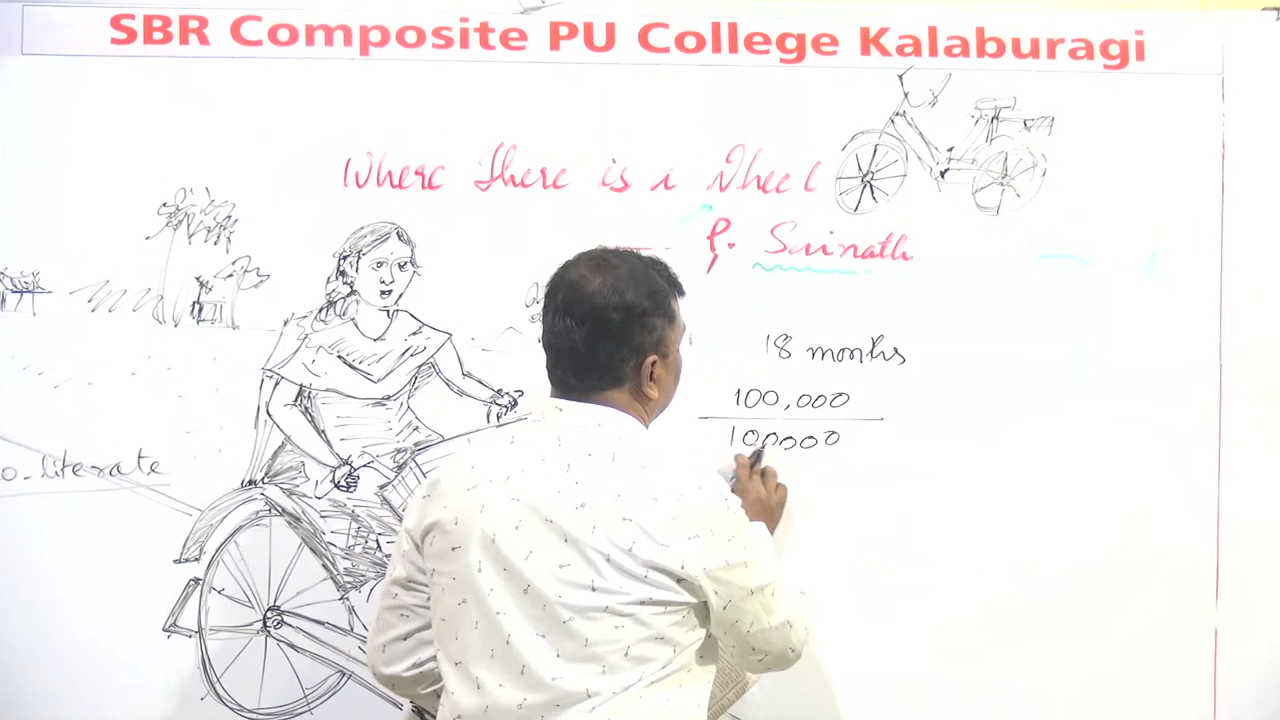 SBR Composite PU College Kalaburagi
Where There is a Wheel
P. Sainath
18 months
100,000
100000
o-literate